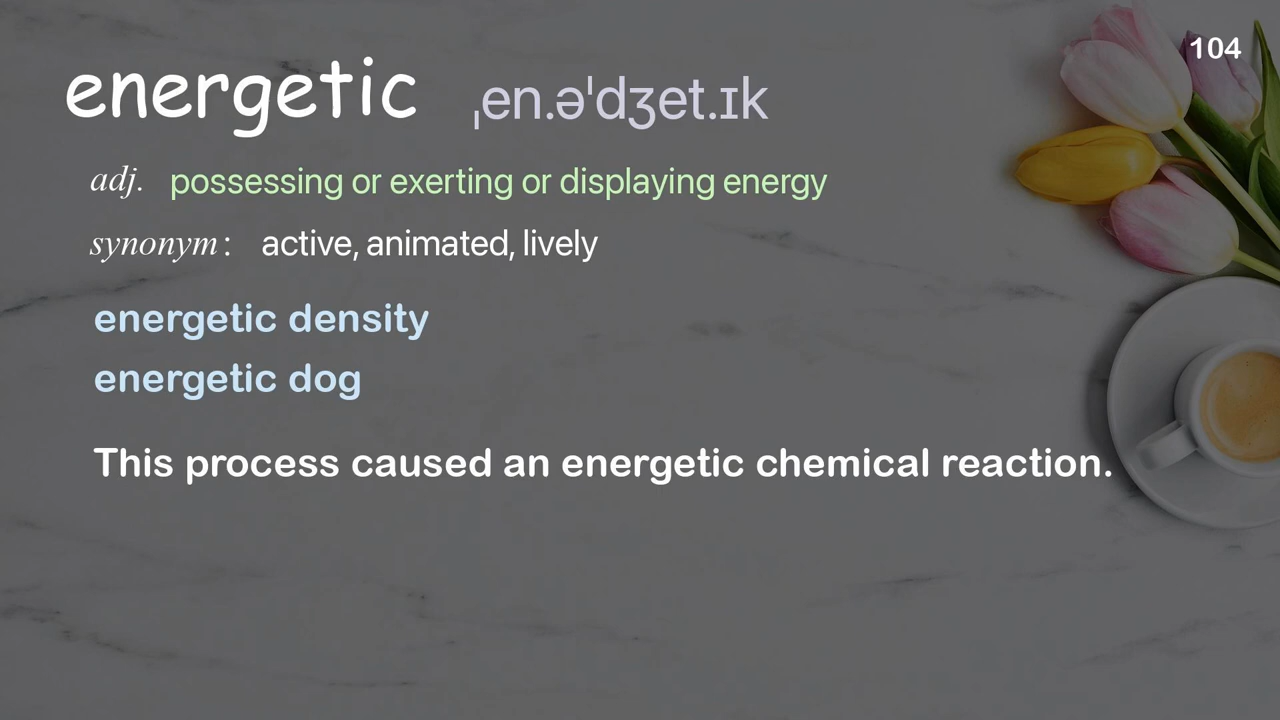 104
energetic ˌen.əˈdʒet.ɪk
adj. possessing or exerting or displaying energy
synonym: active, animated, lively
energetic density
energetic dog
This process caused an energetic chemical reaction.